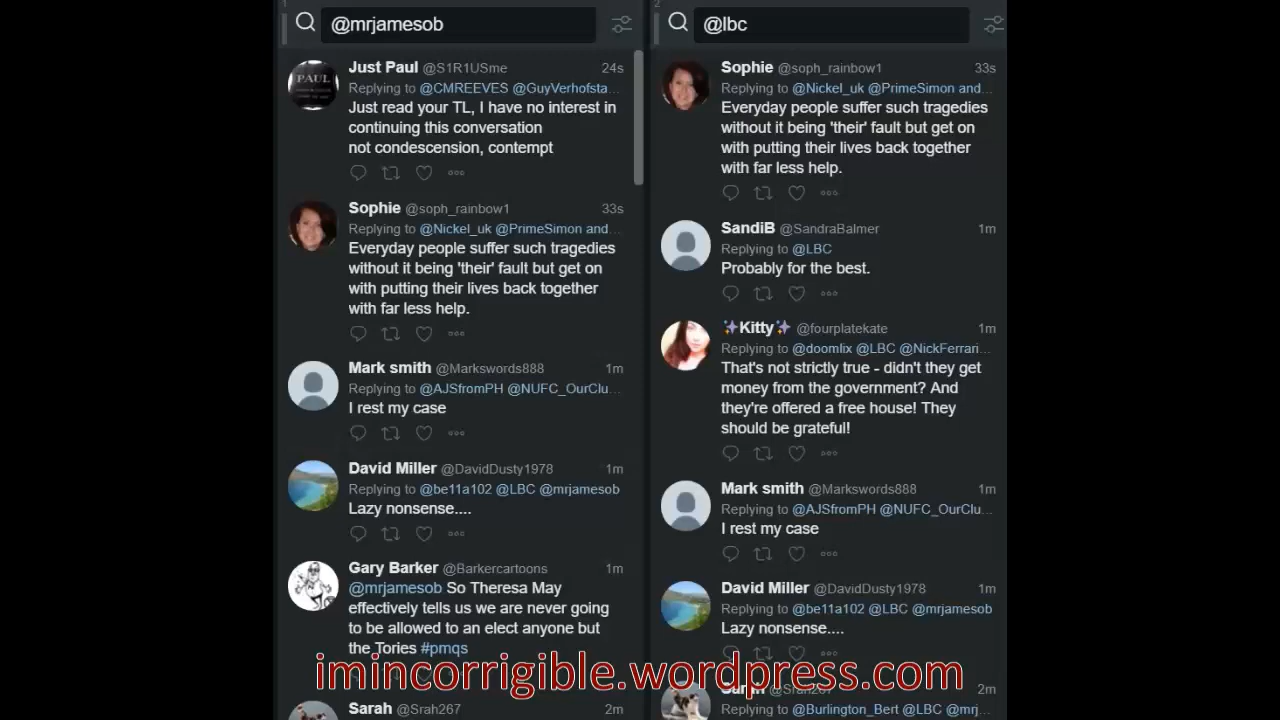 1
@mrjamesob
Just Paul @S1R1USme 24s
Replying to @CMREEVES @GuyVerhofsta...
Just read your TL, I have no interest in
continuing this conversation
not condescension, contempt
Sophie @soph_rainbow1 33s
Replying to @Nickel_uk @PrimeSimon and...
Everyday people suffer such tragedies
without it being 'their' fault but get on
with putting their lives back together
with far less help.
Mark smith @Markswords888 1m
Replying to @AJSfromPH @NUFC_OurClu...
I rest my case
David Miller @DavidDusty1978 1m
Replying to @be11a102 @LBC @mrjamesob
Lazy nonsense....
Gary Barker @Barkercartoons 1m
@mrjamesob So Theresa May
effectively tells us we are never going
to be allowed to an elect anyone but
the Tories #pmqs
Sarah @Srah267 2m
2
@lbc
Sophie @soph_rainbow1 33s
Replying to @Nickel_uk @PrimeSimon and...
Everyday people suffer such tragedies
without it being 'their' fault but get on
with putting their lives back together
with far less help.
SandiB @SandraBalmer 1m
Replying to @LBC
Probably for the best.
✨Kitty✨ @fourplatekate 1m
Replying to @doomlix @LBC @NickFerrari...
That's not strictly true - didn't they get
money from the government? And
they're offered a free house! They
should be grateful!
Mark smith @Markswords888 1m
Replying to @AJSfromPH @NUFC_OurClu...
I rest my case
David Miller @DavidDusty1978 1m
Replying to @be11a102 @LBC @mrjamesob
Lazy nonsense....
Sarah @Srah267 2m
Replying to @Burlington_Bert @LBC @mrj...
imincorrigible.wordpress.com